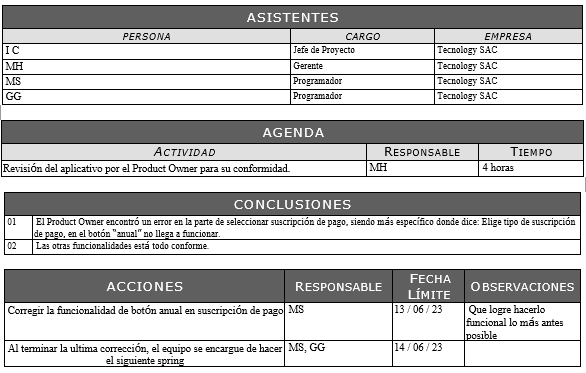 ASISTENTES
PERSONA CARGO EMPRESA
I C Jefe de Proyecto Tecnology SAC
MH Gerente Tecnology SAC
MS Programador Tecnology SAC
GG Programador Tecnology SAC
AGENDA
ACTIVIDAD RESPONSABLE TIEMPO
Revisión del aplicativo por el Product Owner para su conformidad. MH 4 horas
CONCLUSIONES
01 El Product Owner encontró un error en la parte de seleccionar suscripción de pago, siendo más específico donde dice: Elige tipo de suscripción
de pago, en el botón "anual" no llega a funcionar.
02 Las otras funcionalidades está todo conforme.
ACCIONES RESPONSABLE FECHA LÍMITE OBSERVACIONES
Corregir la funcionalidad de botón anual en suscripción de pago MS 13 / 06 / 23 Que logre hacerlo
funcional lo más antes
posible
Al terminar la ultima corrección, el equipo se encargue de hacer MS, GG 14 / 06 / 23
el siguiente spring